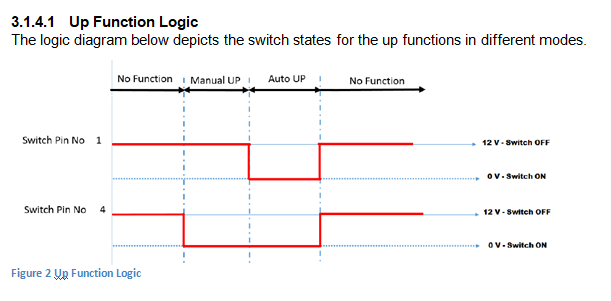 3.1.4.1 Up Function Logic
The logic diagram below depicts the switch states for the up functions in different modes.
No Function Manual UP Auto UP No Function
Switch Pin No 1
12 V - Switch OFF
0 V - Switch ON
Switch Pin No 4
12 V - Switch OFF
0 V - Switch ON
Figure 2 Up Function Logic